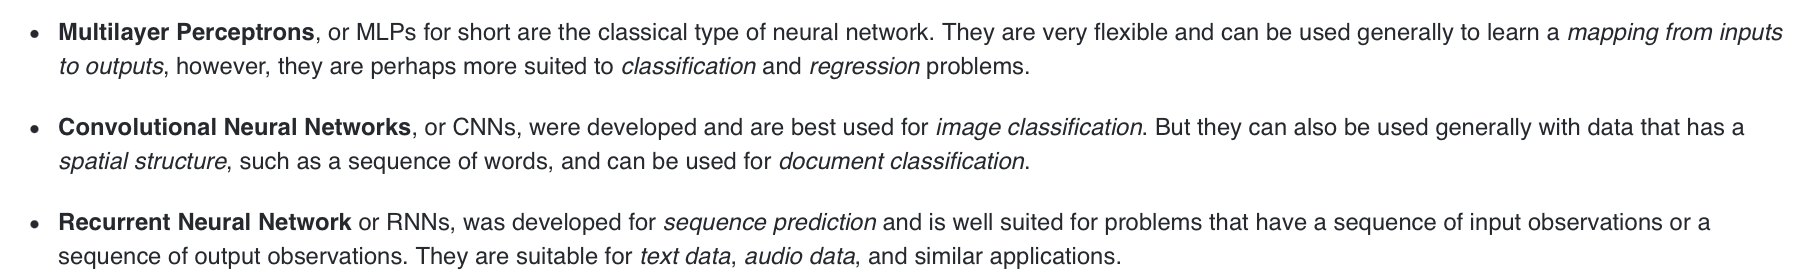 • Multilayer Perceptrons, or MLPs for short are the classical type of neural network. They are very flexible and can be used generally to learn a mapping from inputs
to outputs, however, they are perhaps more suited to classification and regression problems.
• Convolutional Neural Networks, or CNNs, were developed and are best used for image classification. But they can also be used generally with data that has a
spatial structure, such as a sequence of words, and can be used for document classification.
• Recurrent Neural Network or RNNs, was developed for sequence prediction and is well suited for problems that have a sequence of input observations or a
sequence of output observations. They are suitable for text data, audio data, and similar applications.